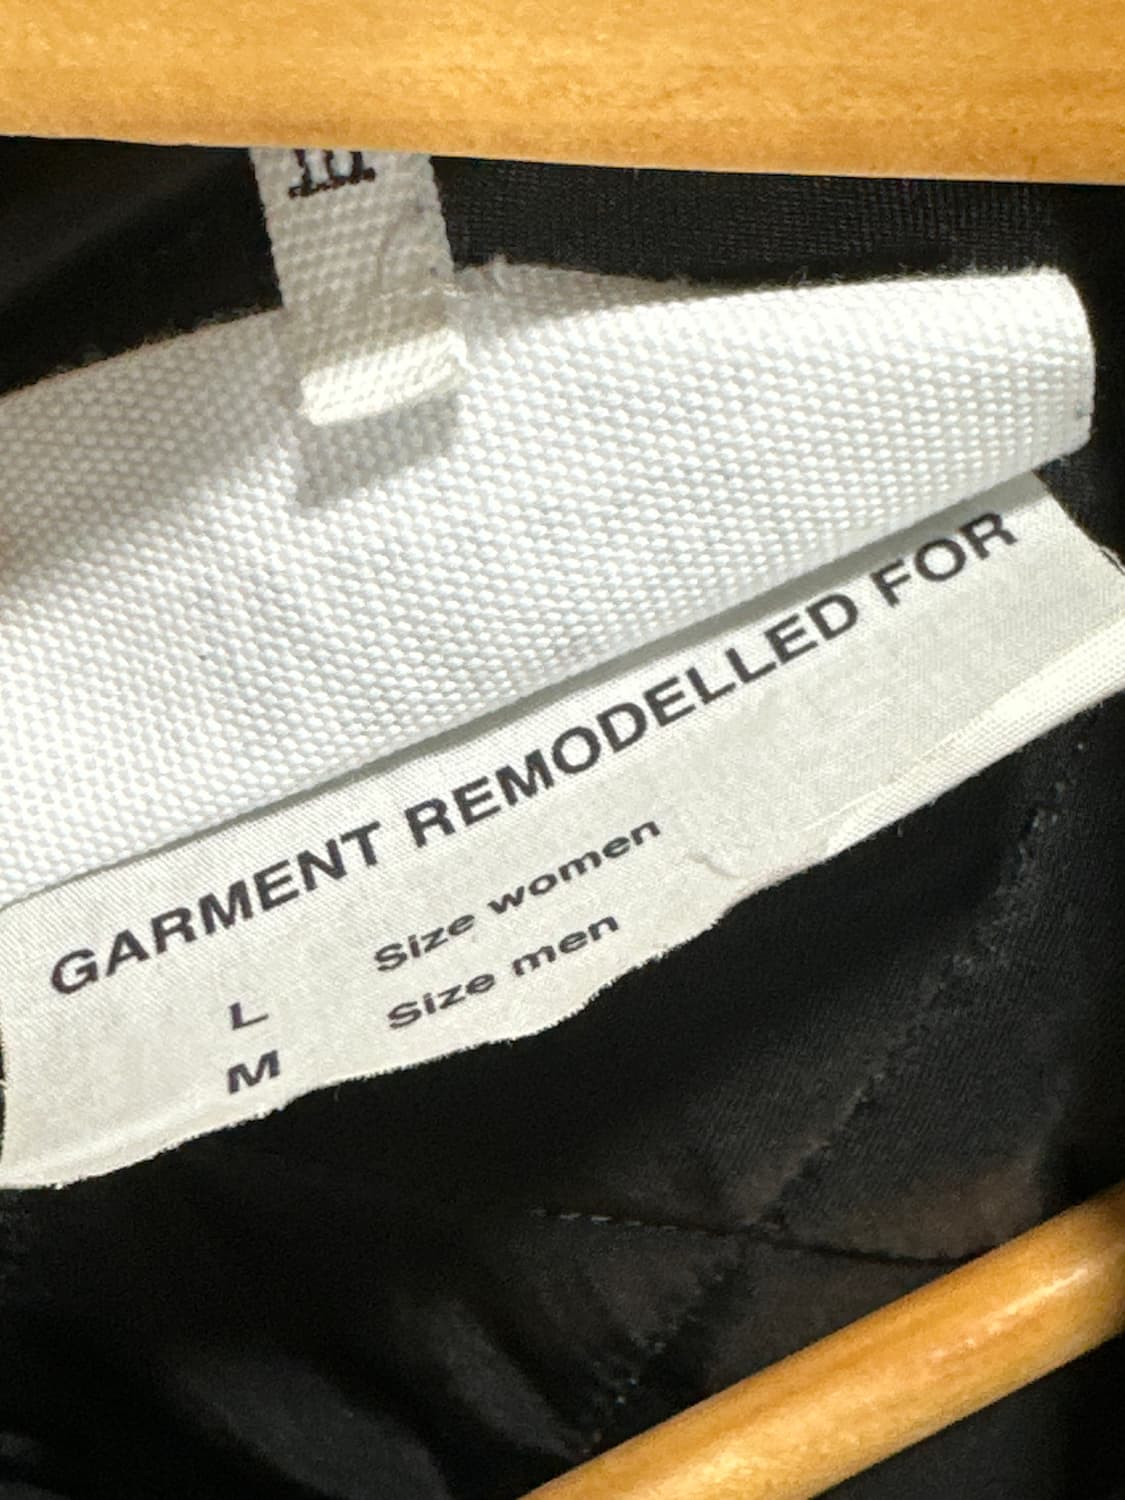 GARMENT REMODELLED FOR
L Size women
M Size men